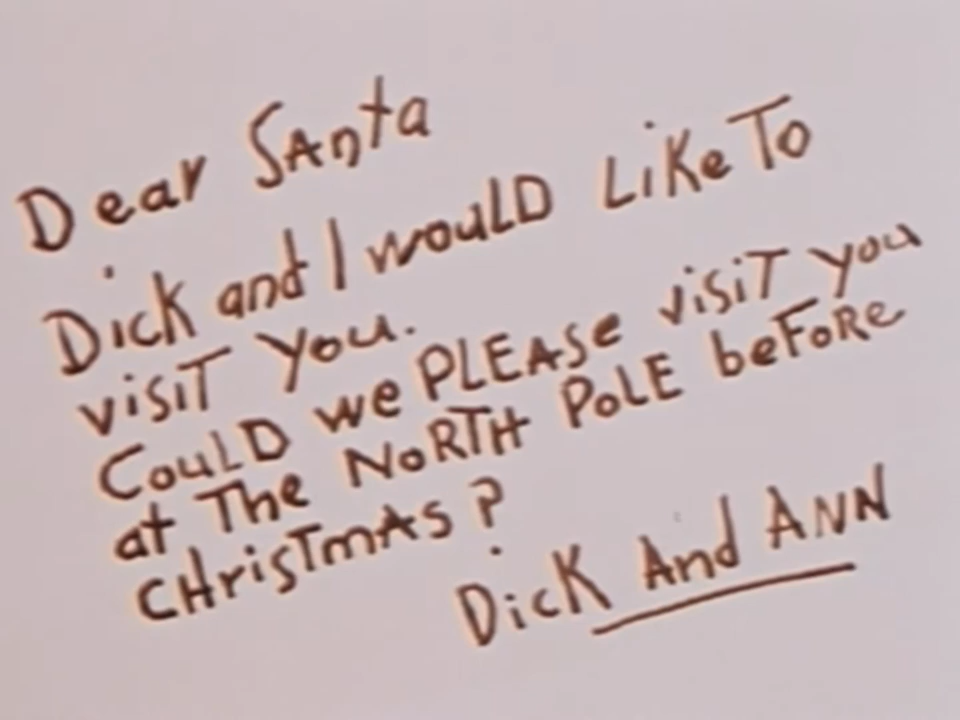 Dear SAnta
Dick and I wouLD LiKe To
visiT you.
CouLD we PLEAse visiT you
at The NoRTH PoLE beFoRe
CHrisTmAs?
DicK And ANN